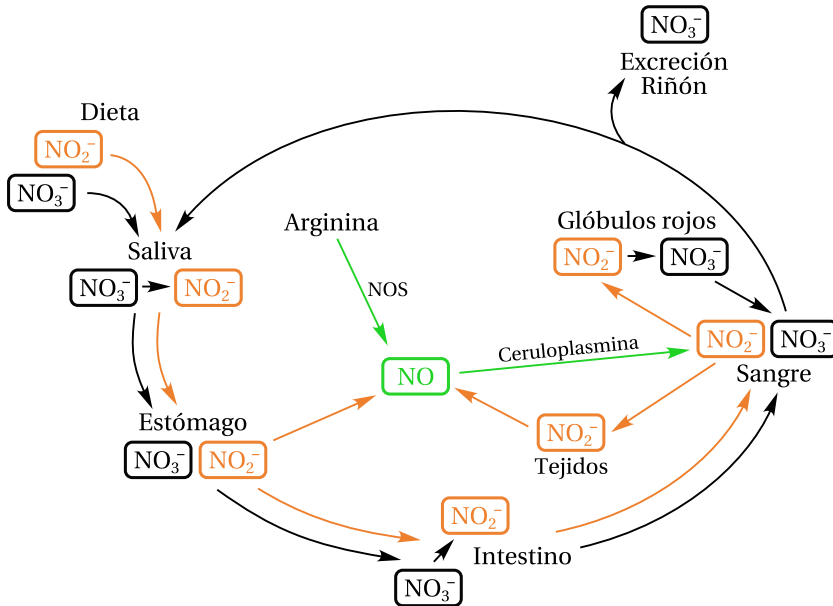 NO₃⁻
Excreción
Riñón
Dieta
NO₂⁻
NO₃⁻
Saliva
NO₃⁻ NO₂⁻
Arginina
NOS
Glóbulos rojos
NO₂⁻ NO₃⁻
NO₂⁻ NO₃⁻
Sangre
Ceruloplasmina
NO
Estómago
NO₃⁻ NO₂⁻
NO₂⁻
Tejidos
NO₂⁻
Intestino
NO₃⁻